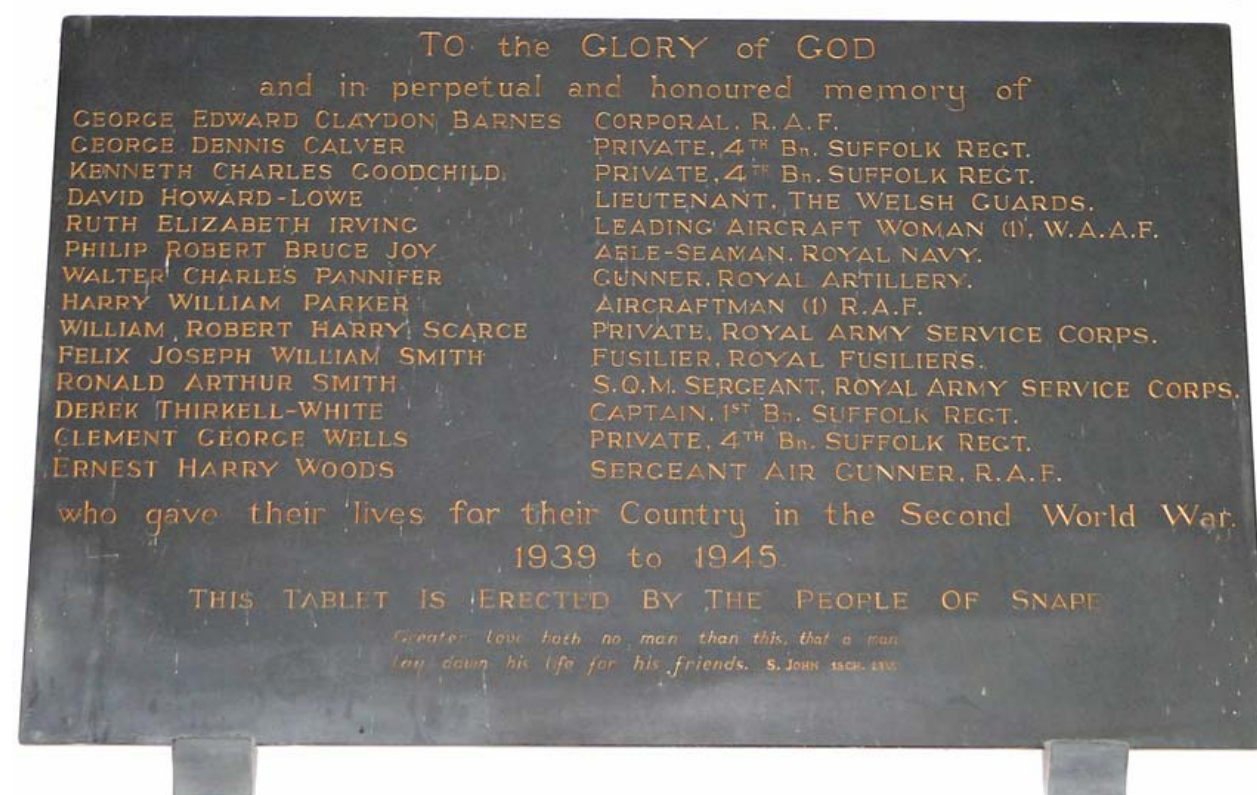 TO the GLORY of GOD
and in perpetual and honoured memory of
GEORGE EDWARD CLAYDON BARNES CORPORAL, R.A.F.
GEORGE DENNIS CALVER PRIVATE, 4TH Bn. SUFFOLK REGT.
KENNETH CHARLES GOODCHILD PRIVATE, 4TH Bn. SUFFOLK REGT.
DAVID HOWARD-LOWE LIEUTENANT, THE WELSH GUARDS.
RUTH ELIZABETH IRVING LEADING AIRCRAFT WOMAN (1), W.A.A.F.
PHILIP ROBERT BRUCE JOY ABLE-SEAMAN, ROYAL NAVY.
WALTER CHARLES PANNIFER GUNNER, ROYAL ARTILLERY.
HARRY WILLIAM PARKER AIRCRAFTMAN (1) R.A.F.
WILLIAM ROBERT HARRY SCARCE PRIVATE, ROYAL ARMY SERVICE CORPS.
FELIX JOSEPH WILLIAM SMITH FUSILIER, ROYAL FUSILIERS.
RONALD ARTHUR SMITH S.Q.M. SERGEANT, ROYAL ARMY SERVICE CORPS.
DEREK THIRKELL-WHITE CAPTAIN, 1ST Bn. SUFFOLK REGT.
CLEMENT GEORGE WELLS PRIVATE, 4TH Bn. SUFFOLK REGT.
ERNEST HARRY WOODS SERGEANT AIR GUNNER, R.A.F.
who gave their lives for their Country in the Second World War.
1939 to 1945
THIS TABLET IS ERECTED BY THE PEOPLE OF SNAPE
Greater love hath no man than this, that a man
lay down his life for his friends. S. JOHN 15CH.